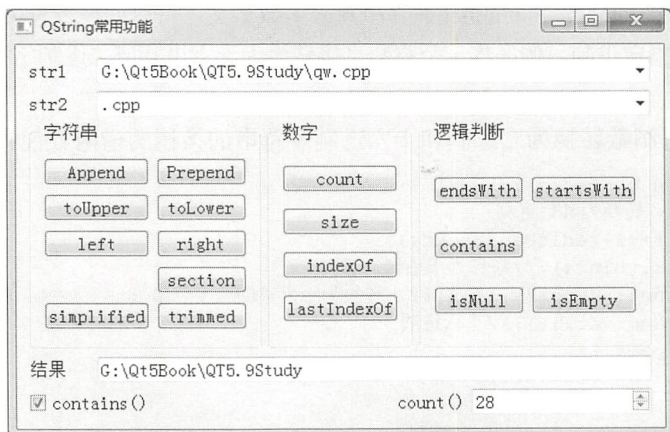 QString常用功能
str1 G:\Qt5Book\QT5.9Study\qw.cpp
str2 .cpp
字符串 数字 逻辑判断
Append Prepend count endsWith startsWith
toUpper toLower size
left right indexOf contains
section
simplified trimmed lastIndexOf isNull isEmpty
结果 G:\Qt5Book\QT5.9Study
contains() count() 28